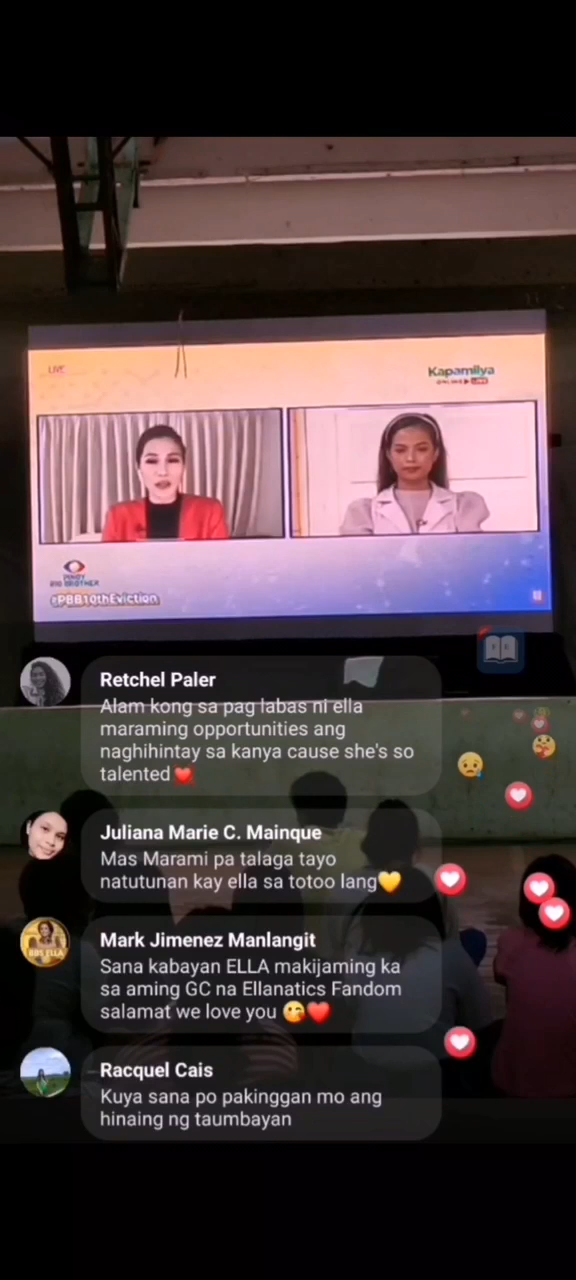 LIVE
Kapamilya
ONLINE LIVE
PINOY
BIG BROTHER
#PBB10thEviction
Retchel Paler
Alam kong sa pag labas ni ella
maraming opportunities ang
naghihintay sa kanya cause she's so
talented❤️
Juliana Marie C. Mainque
Mas Marami pa talaga tayo
natutunan kay ella sa totoo lang💛
Mark Jimenez Manlangit
Sana kabayan ELLA makijaming ka
sa aming GC na Ellanatics Fandom
salamat we love you 😘❤️
Racquel Cais
Kuya sana po pakinggan mo ang
hinaing ng taumbayan